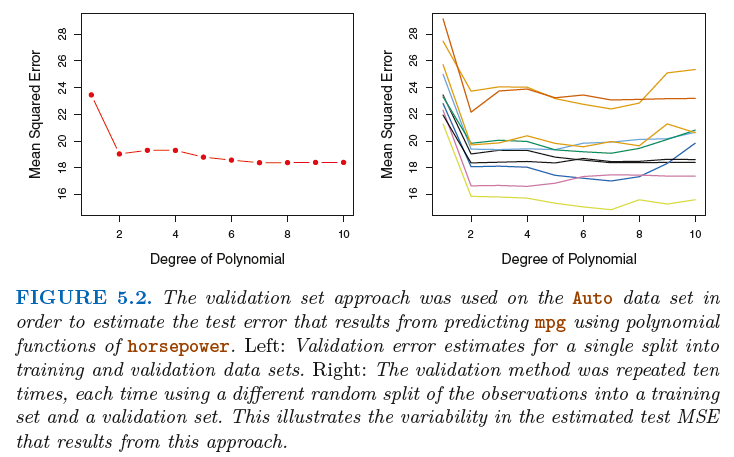 Mean Squared Error
16 18 20 22 24 26 28
2 4 6 8 10
Degree of Polynomial
Mean Squared Error
16 18 20 22 24 26 28
2 4 6 8 10
Degree of Polynomial
FIGURE 5.2. The validation set approach was used on the Auto data set in
order to estimate the test error that results from predicting mpg using polynomial
functions of horsepower. Left: Validation error estimates for a single split into
training and validation data sets. Right: The validation method was repeated ten
times, each time using a different random split of the observations into a training
set and a validation set. This illustrates the variability in the estimated test MSE
that results from this approach.